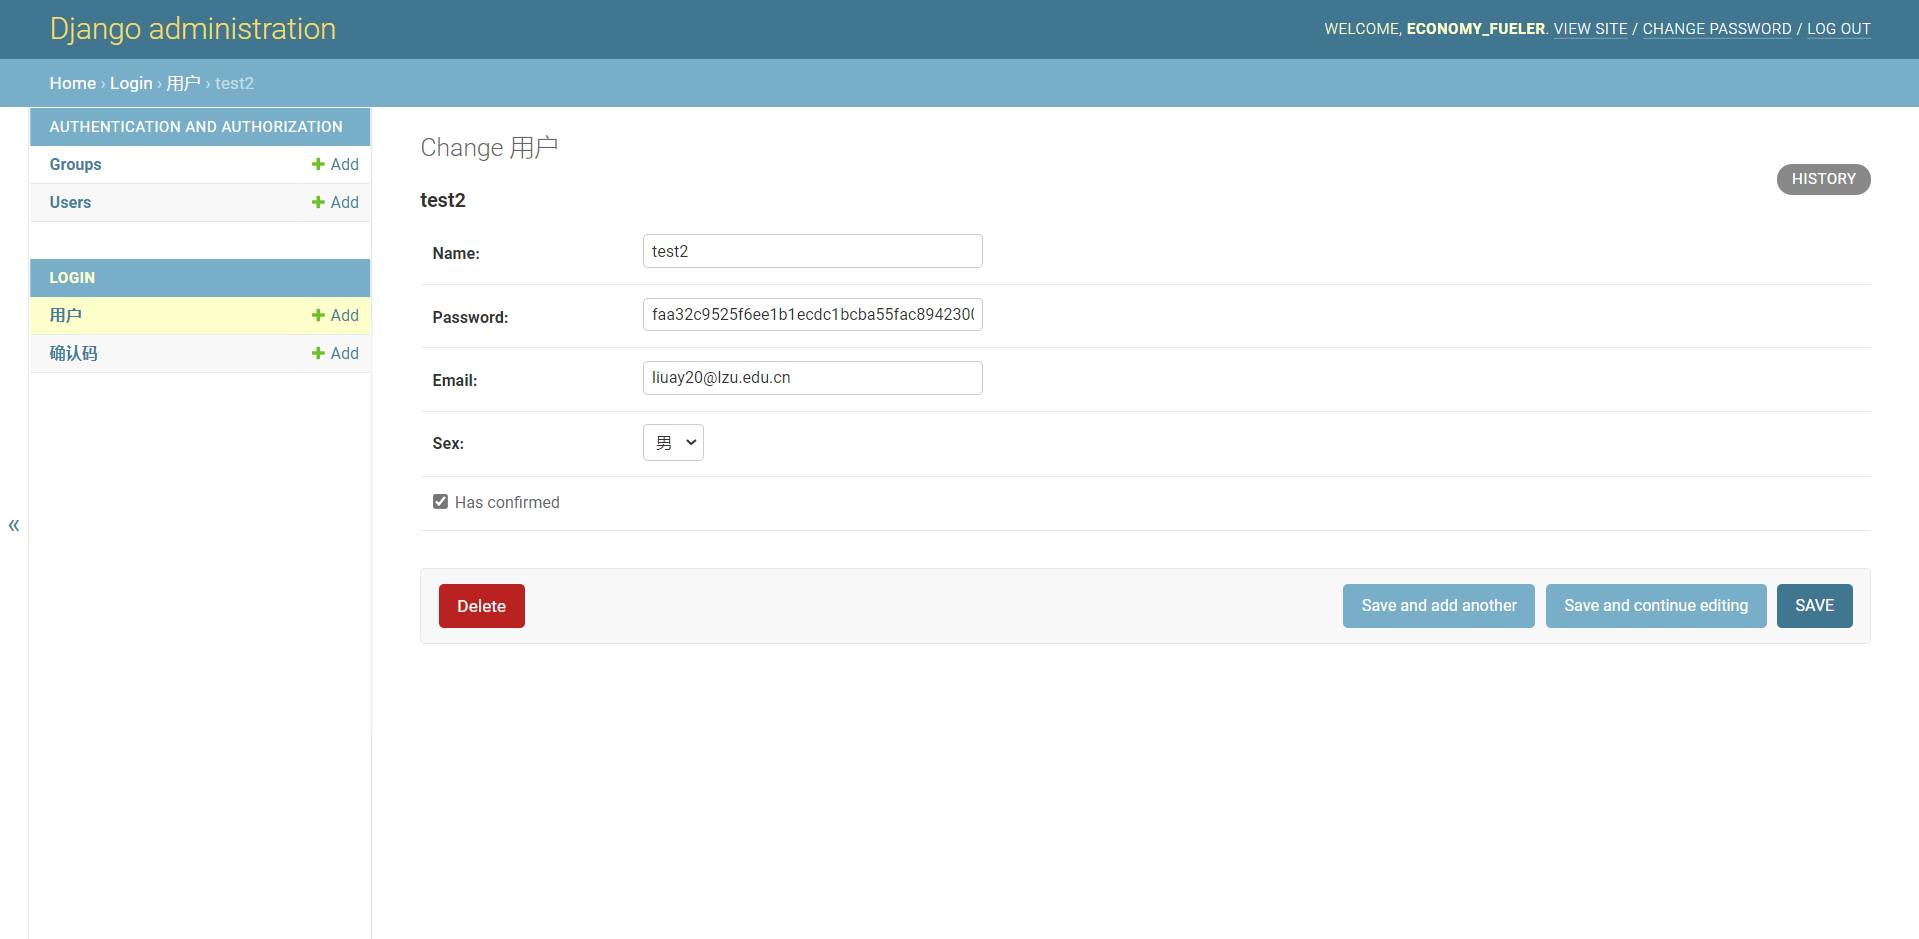 Django administration
WELCOME, ECONOMY_FUELER. VIEW SITE / CHANGE PASSWORD / LOG OUT
Home › Login › 用户 › test2
AUTHENTICATION AND AUTHORIZATION
Groups Add
Users Add
LOGIN
用户 Add
确认码 Add
«
Change 用户
HISTORY
test2
Name: test2
Password: faa32c9525f6ee1b1ecdc1bcba55fac8942300
Email: liuay20@lzu.edu.cn
Sex: 男
Has confirmed
Delete
Save and add another
Save and continue editing
SAVE